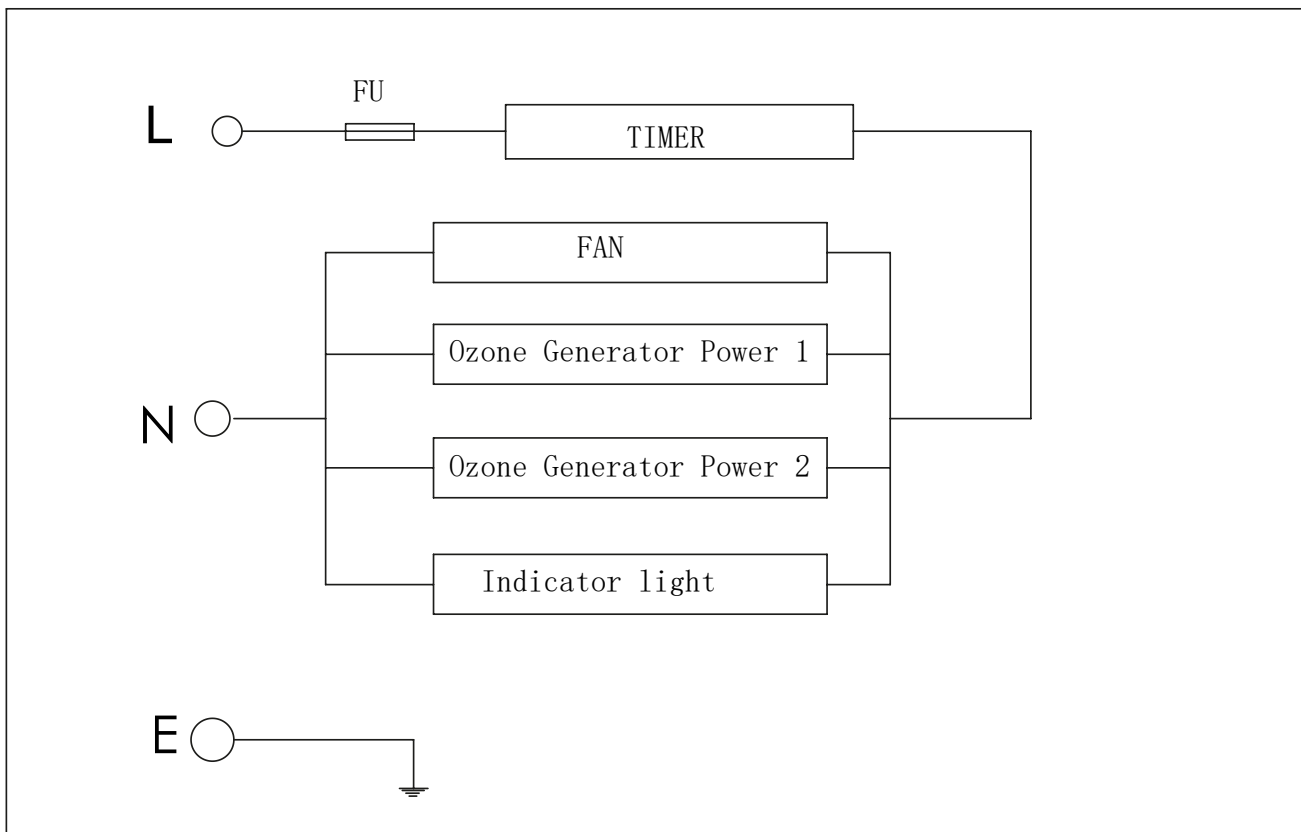 FU
L
TIMER
FAN
Ozone Generator Power 1
N
Ozone Generator Power 2
Indicator light
E